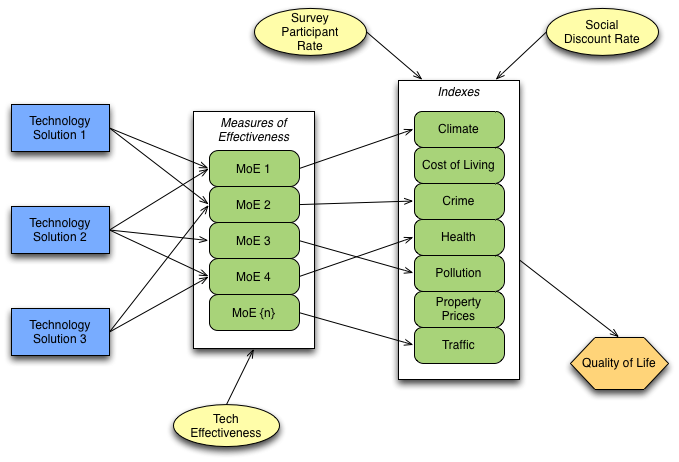 Survey
Participant
Rate
Social
Discount Rate
Indexes
Technology
Solution 1
Measures of
Effectiveness
Climate
MoE 1
Cost of Living
MoE 2
Crime
Technology
Solution 2
MoE 3
Health
MoE 4
Pollution
MoE {n}
Property
Prices
Technology
Solution 3
Traffic
Quality of Life
Tech
Effectiveness